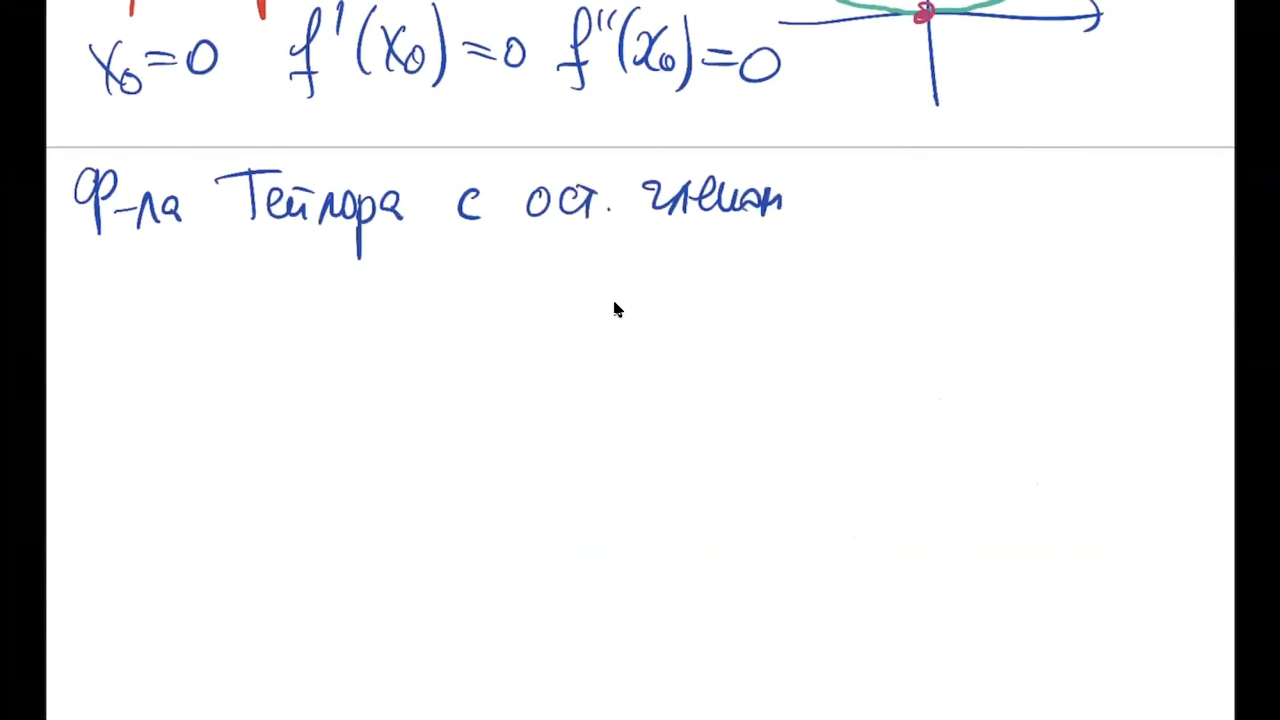 x₀=0 f'(x₀)=0 f''(x₀)=0
Ф-ла Тейлора с ост. членом